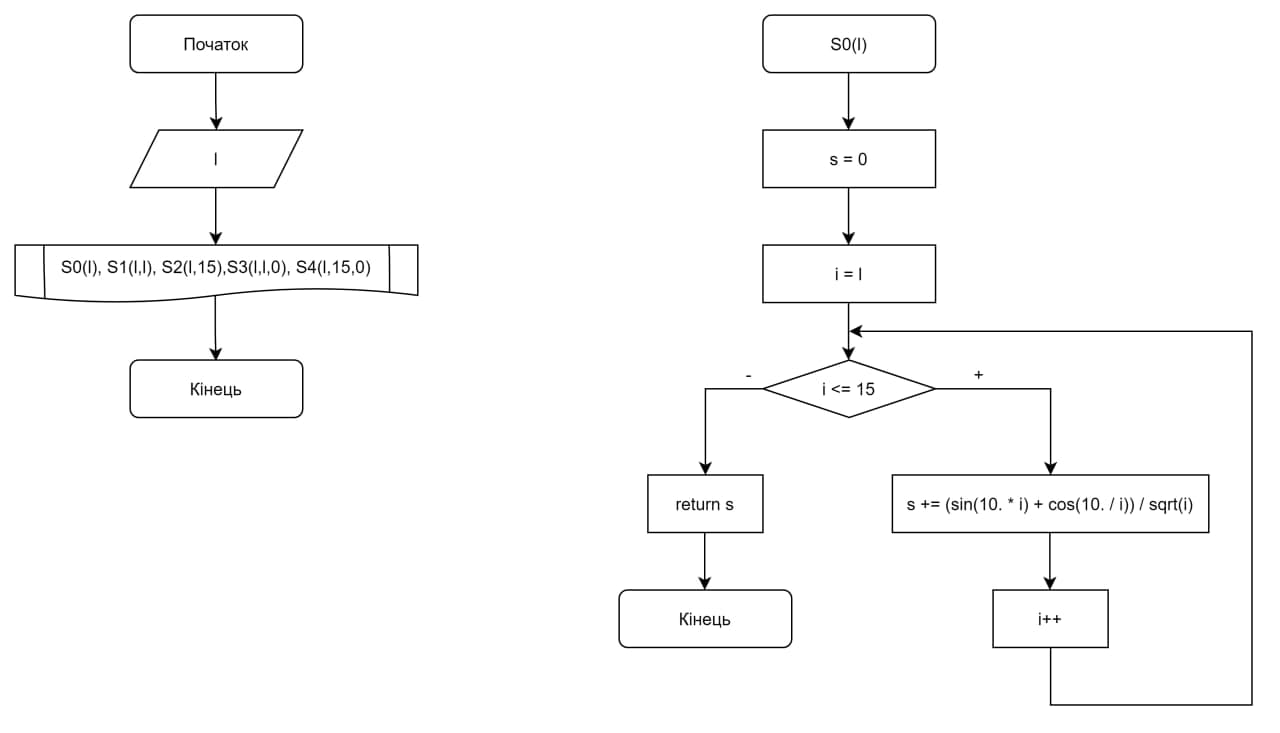 Початок
l
S0(l), S1(l,l), S2(l,15),S3(l,l,0), S4(l,15,0)
Кінець
S0(l)
s = 0
i = l
i <= 15
-
+
return s
s += (sin(10. * i) + cos(10. / i)) / sqrt(i)
Кінець
i++